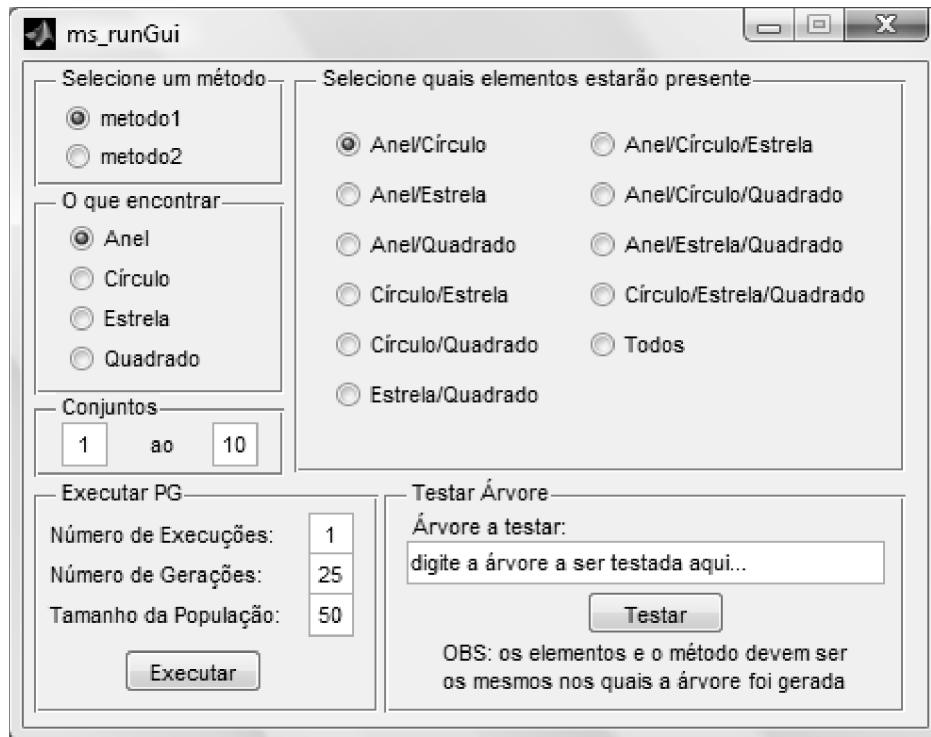 ms_runGui
Selecione um método
metodo1
metodo2
O que encontrar
Anel
Círculo
Estrela
Quadrado
Conjuntos
1 ao 10
Selecione quais elementos estarão presente
Anel/Círculo
Anel/Estrela
Anel/Quadrado
Círculo/Estrela
Círculo/Quadrado
Estrela/Quadrado
Anel/Círculo/Estrela
Anel/Círculo/Quadrado
Anel/Estrela/Quadrado
Círculo/Estrela/Quadrado
Todos
Executar PG
Número de Execuções: 1
Número de Gerações: 25
Tamanho da População: 50
Executar
Testar Árvore
Árvore a testar:
digite a árvore a ser testada aqui...
Testar
OBS: os elementos e o método devem ser
os mesmos nos quais a árvore foi gerada